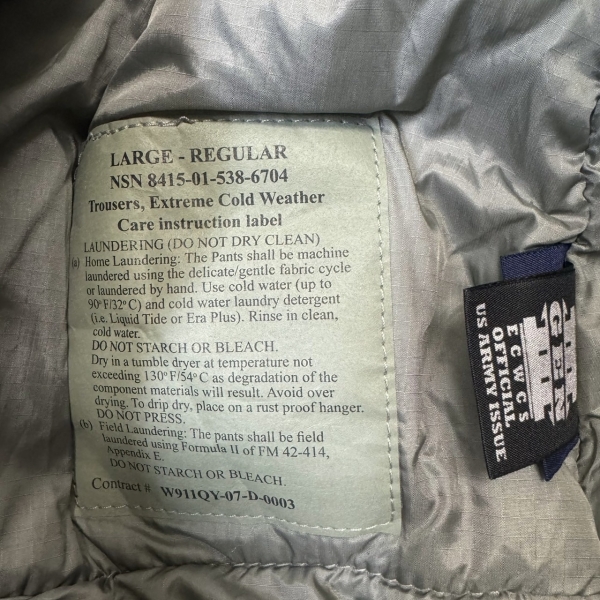 LARGE - REGULAR
NSN 8415-01-538-6704
Trousers, Extreme Cold Weather
Care instruction label
LAUNDERING (DO NOT DRY CLEAN)
(a) Home Laundering: The Pants shall be machine
laundered using the delicate/gentle fabric cycle
or laundered by hand. Use cold water (up to
90°F/32°C) and cold water laundry detergent
(i.e. Liquid Tide or Era Plus). Rinse in clean,
cold water.
DO NOT STARCH OR BLEACH.
Dry in a tumble dryer at temperature not
exceeding 130°F/54°C as degradation of the
component materials will result. Avoid over
drying. To drip dry, place on a rust proof hanger.
DO NOT PRESS.
(b) Field Laundering: The pants shall be field
laundered using Formula II of FM 42-414,
Appendix E.
DO NOT STARCH OR BLEACH.
Contract # W911QY-07-D-0003
III
GEN
ECWCS
OFFICIAL
US ARMY ISSUE